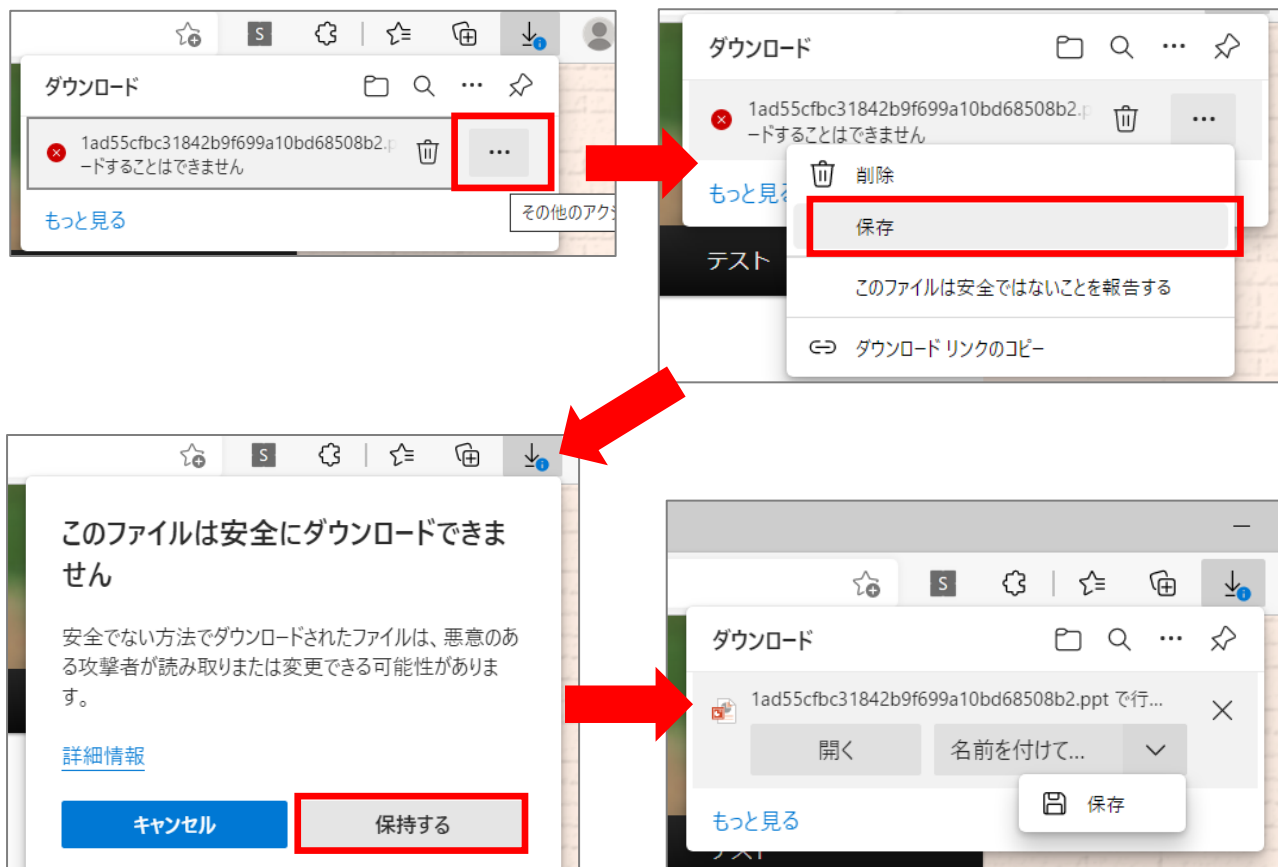 S
ダウンロード
1ad55cfbc31842b9f699a10bd68508b2.p
ードすることはできません
もっと見る
その他のアク
ダウンロード
1ad55cfbc31842b9f699a10bd68508b2.p
ードすることはできません
もっと見
削除
保存
このファイルは安全ではないことを報告する
ダウンロード リンクのコピー
テスト
S
このファイルは安全にダウンロードできま
せん
安全でない方法でダウンロードされたファイルは、悪意のあ
る攻撃者が読み取りまたは変更できる可能性がありま
す。
詳細情報
キャンセル
保持する
S
ダウンロード
1ad55cfbc31842b9f699a10bd68508b2.ppt で行...
開く
名前を付けて...
保存
もっと見る
テスト